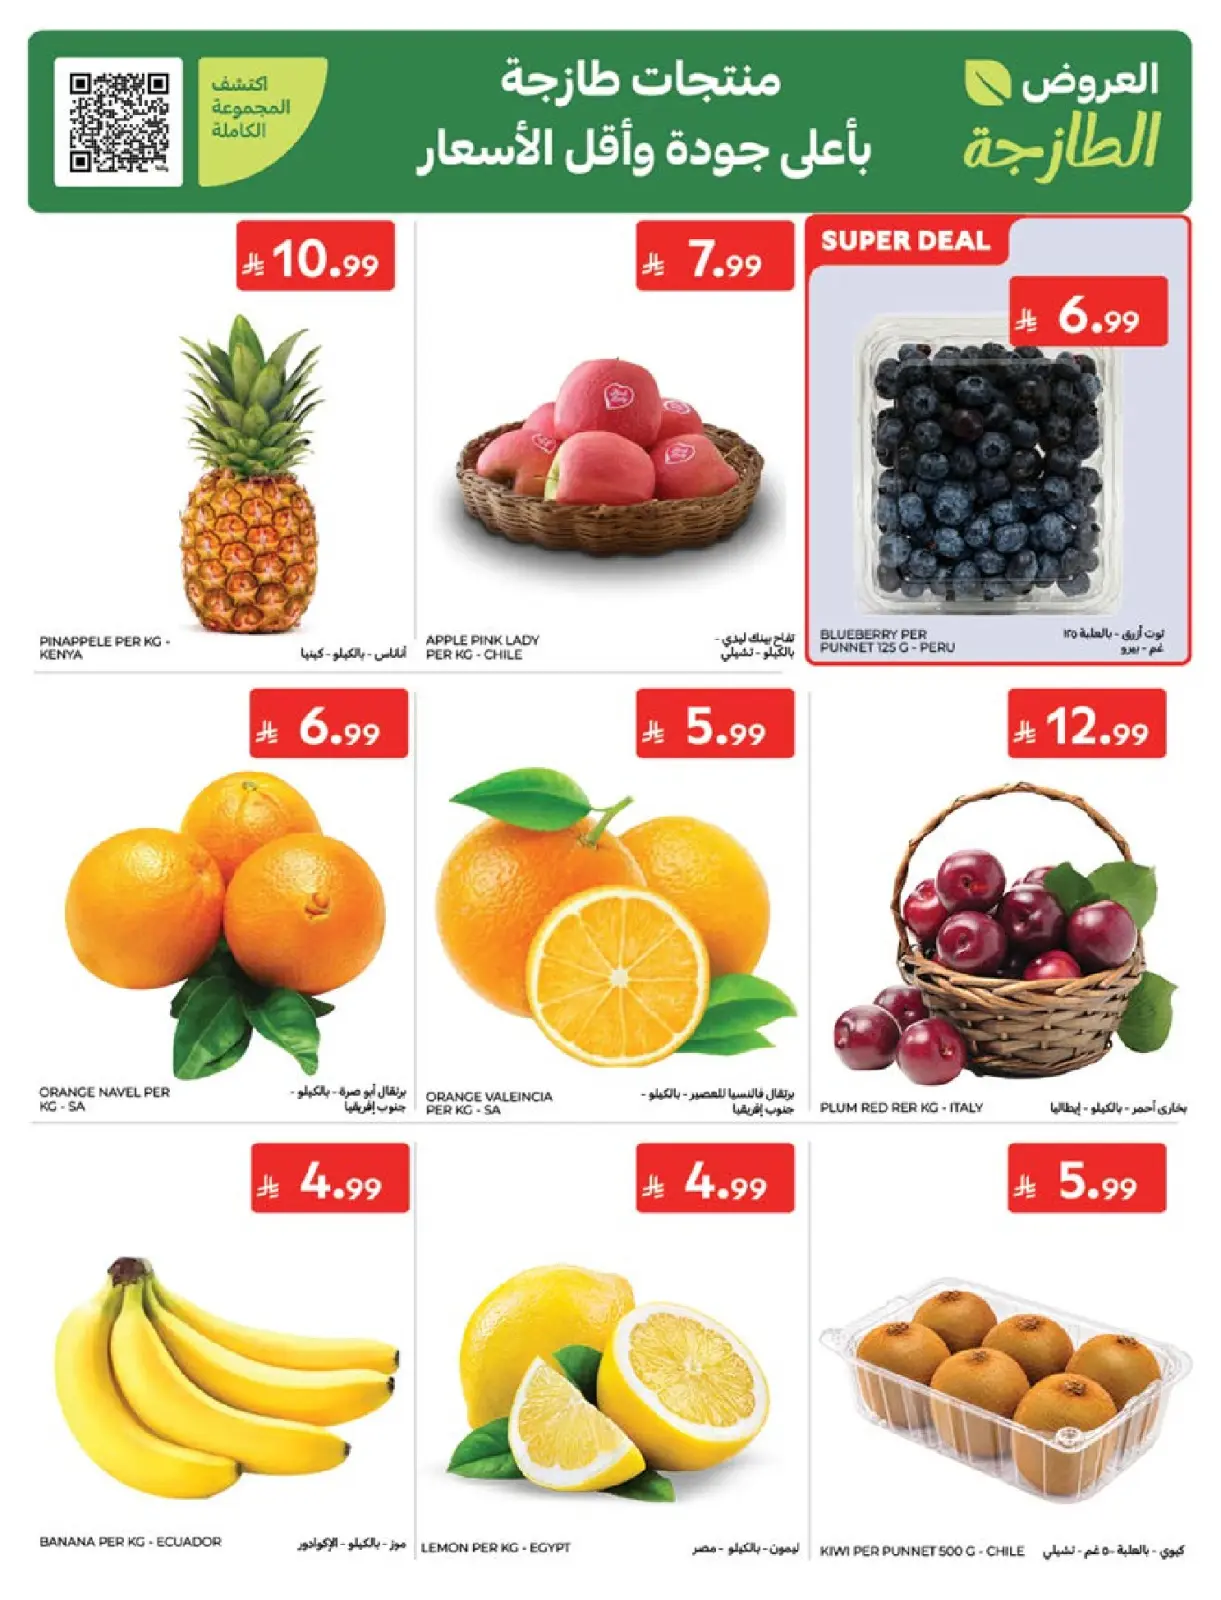 العروض
الطازجة
منتجات طازجة
بأعلى جودة وأقل الأسعار
اكتشف
المجموعة
الكاملة
10.99
PINAPPELE PER KG -
KENYA
أناناس - بالكيلو - كينيا
7.99
APPLE PINK LADY
PER KG - CHILE
تفاح بينك ليدي -
بالكيلو - تشيلي
SUPER DEAL
6.99
BLUEBERRY PER
PUNNET 125 G - PERU
توت أزرق - بالعلبة ١٢٥
غم - بيرو
6.99
ORANGE NAVEL PER
KG - SA
برتقال أبو صرة - بالكيلو -
جنوب إفريقيا
5.99
ORANGE VALEINCIA
PER KG - SA
برتقال فالنسيا للعصير - بالكيلو -
جنوب إفريقيا
12.99
PLUM RED RER KG - ITALY
بخارى أحمر - بالكيلو - إيطاليا
4.99
BANANA PER KG - ECUADOR
موز - بالكيلو - الإكوادور
4.99
LEMON PER KG - EGYPT
ليمون - بالكيلو - مصر
5.99
KIWI PER PUNNET 500 G - CHILE
كيوي - بالعلبة ٥٠٠ غم - تشيلي